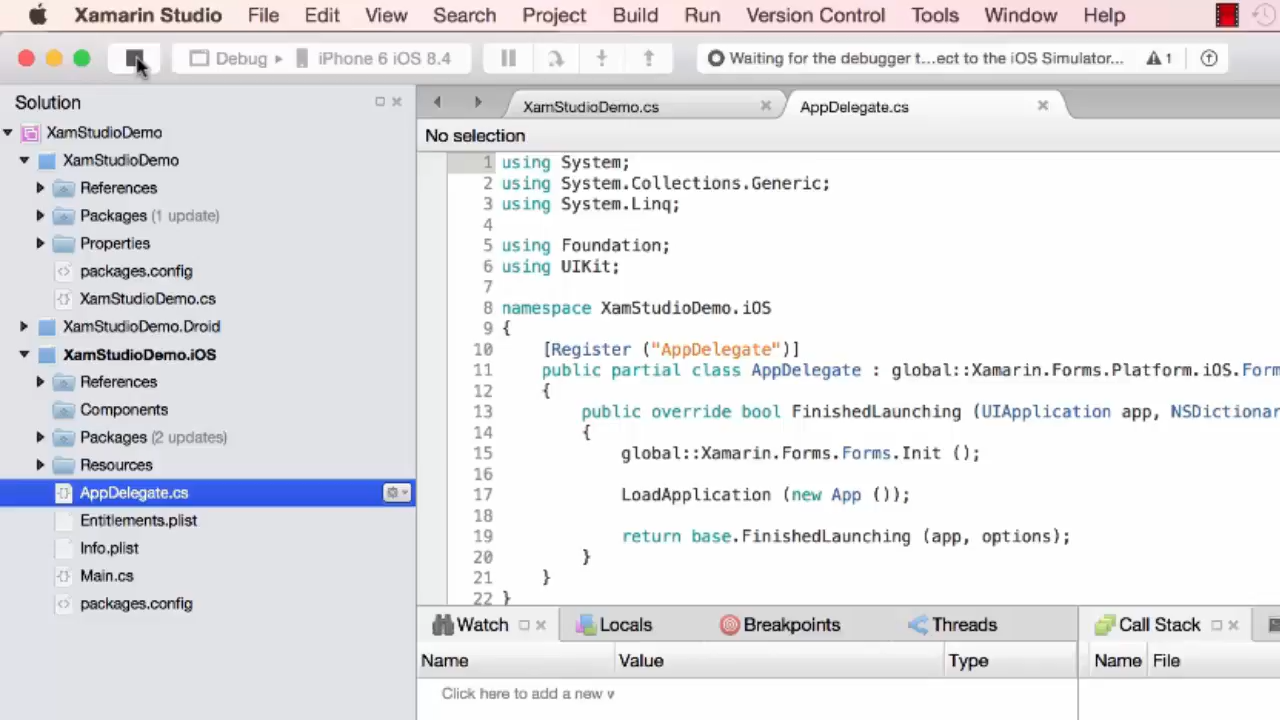 Xamarin Studio File Edit View Search Project Build Run Version Control Tools Window Help
Debug iPhone 6 iOS 8.4 Waiting for the debugger t...ect to the iOS Simulator... 1
Solution
XamStudioDemo
XamStudioDemo
References
Packages (1 update)
Properties
packages.config
XamStudioDemo.cs
XamStudioDemo.Droid
XamStudioDemo.iOS
References
Components
Packages (2 updates)
Resources
AppDelegate.cs
Entitlements.plist
Info.plist
Main.cs
packages.config
XamStudioDemo.cs AppDelegate.cs
No selection
1 using System;
2 using System.Collections.Generic;
3 using System.Linq;
4
5 using Foundation;
6 using UIKit;
7
8 namespace XamStudioDemo.iOS
9 {
10 [Register ("AppDelegate")]
11 public partial class AppDelegate : global::Xamarin.Forms.Platform.iOS.Form
12 {
13 public override bool FinishedLaunching (UIApplication app, NSDictionar
14 {
15 global::Xamarin.Forms.Forms.Init ();
16
17 LoadApplication (new App ());
18
19 return base.FinishedLaunching (app, options);
20 }
21 }
22 }
Watch Locals Breakpoints Threads Call Stack
Name Value Type Name File
Click here to add a new v